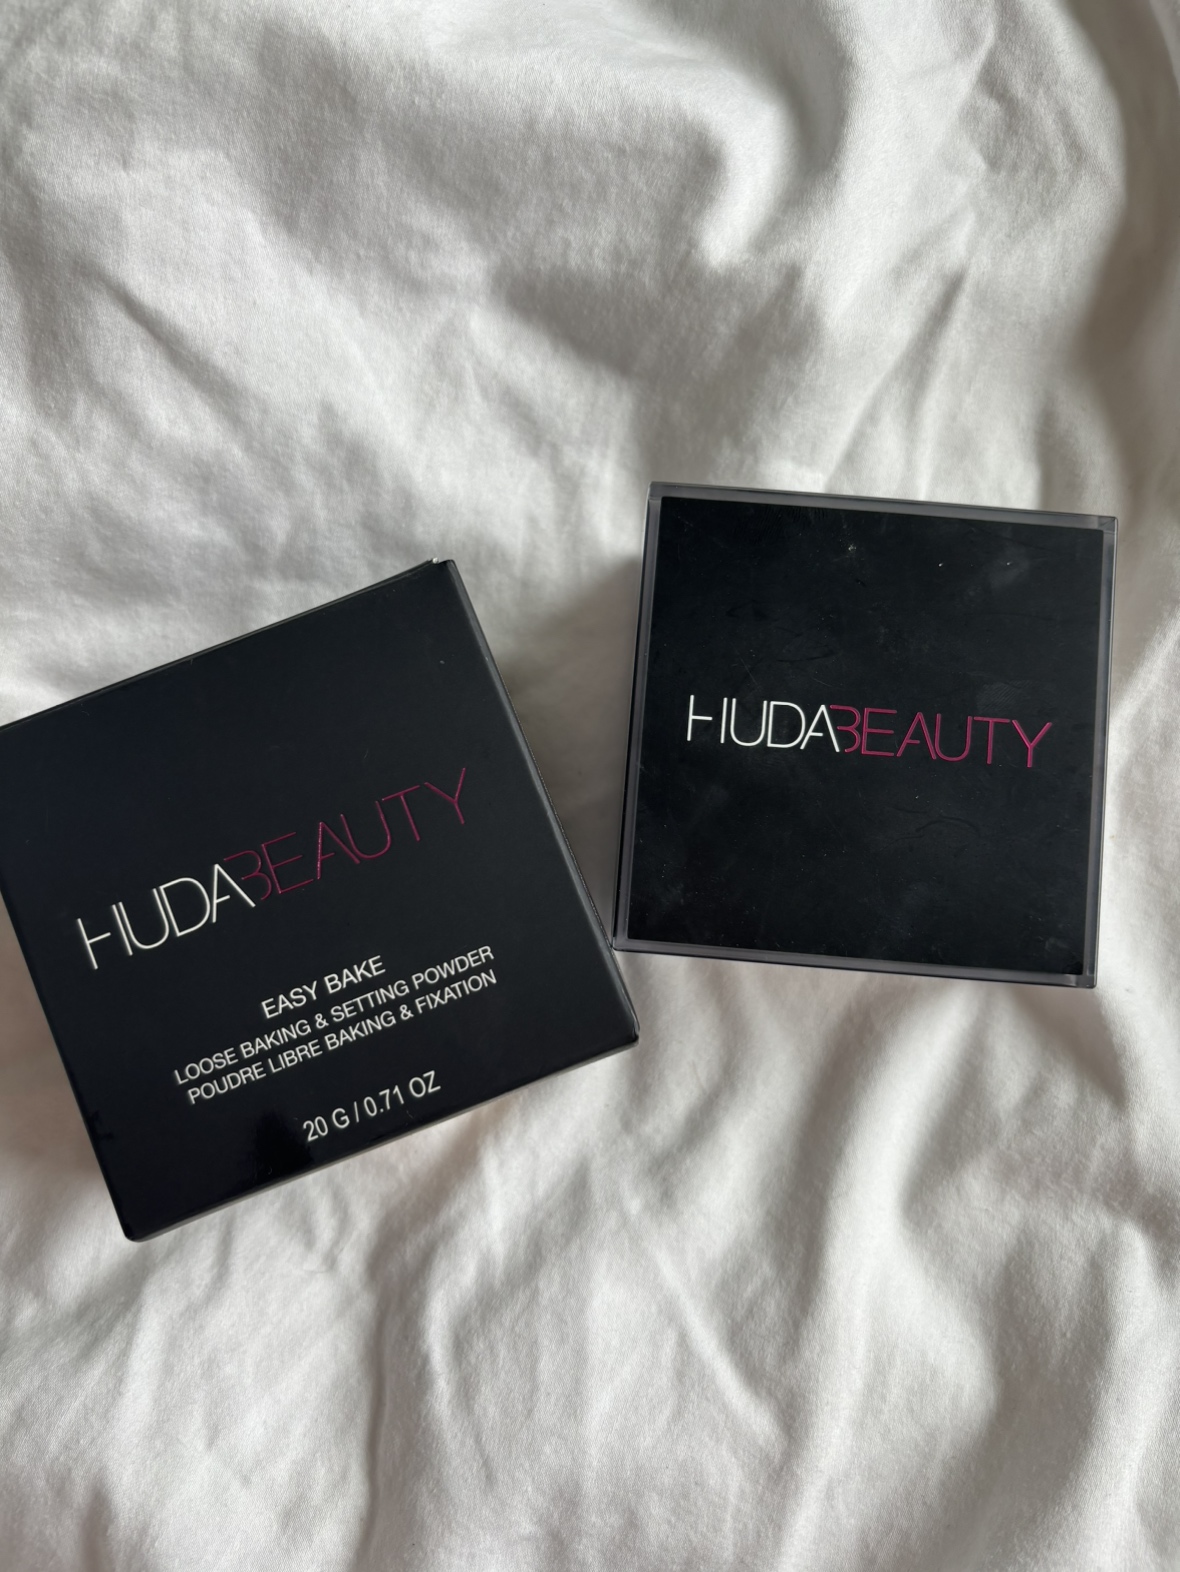 HUDABEAUTY
EASY BAKE
LOOSE BAKING & SETTING POWDER
POUDRE LIBRE BAKING & FIXATION
20 G / 0.71 OZ
HUDABEAUTY